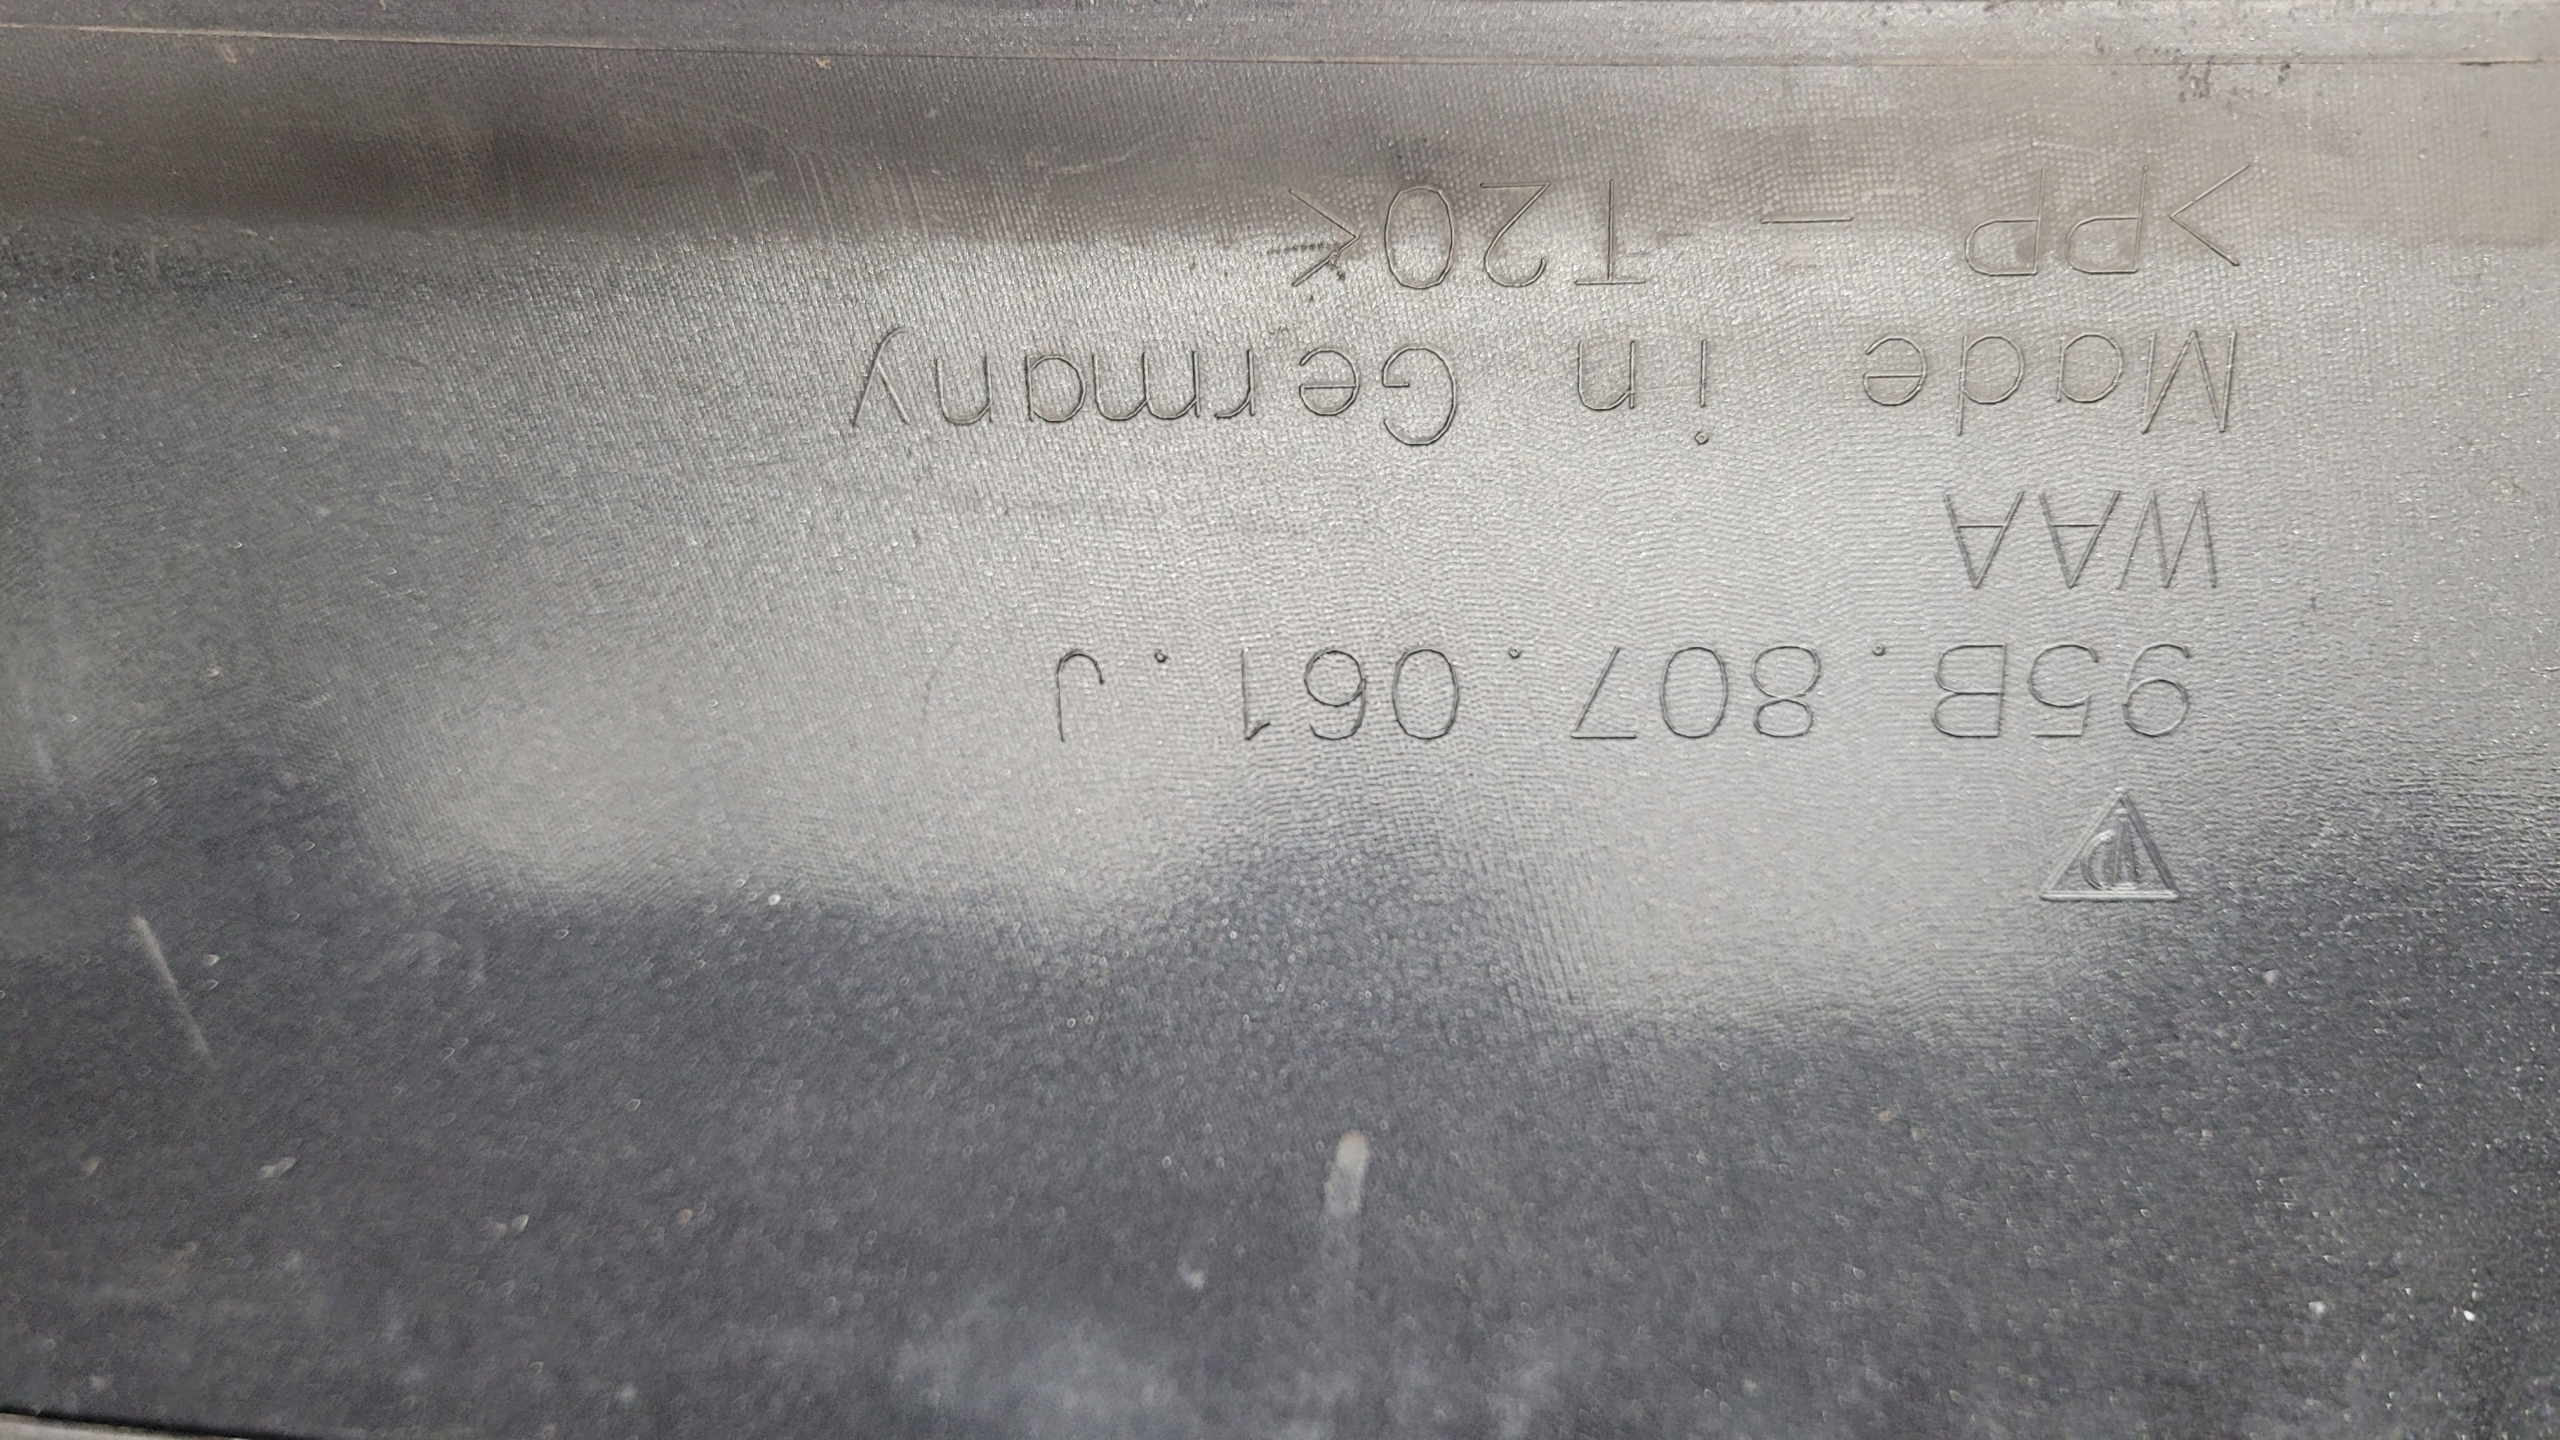 95B.807.061.J
WAA
Made in Germany
>PP - T20<